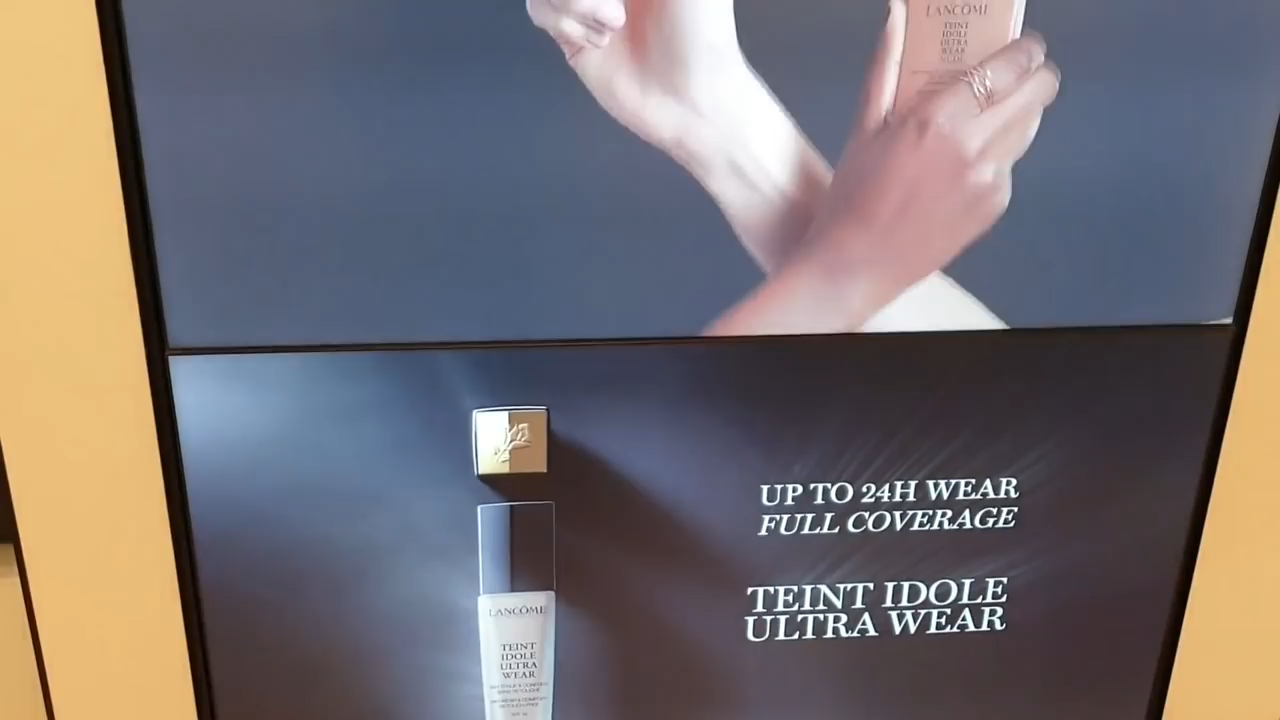 LANCÔME
TEINT
IDOLE
ULTRA
WEAR
NUDE
UP TO 24H WEAR
FULL COVERAGE
TEINT IDOLE
ULTRA WEAR
LANCÔME
TEINT
IDOLE
ULTRA
WEAR